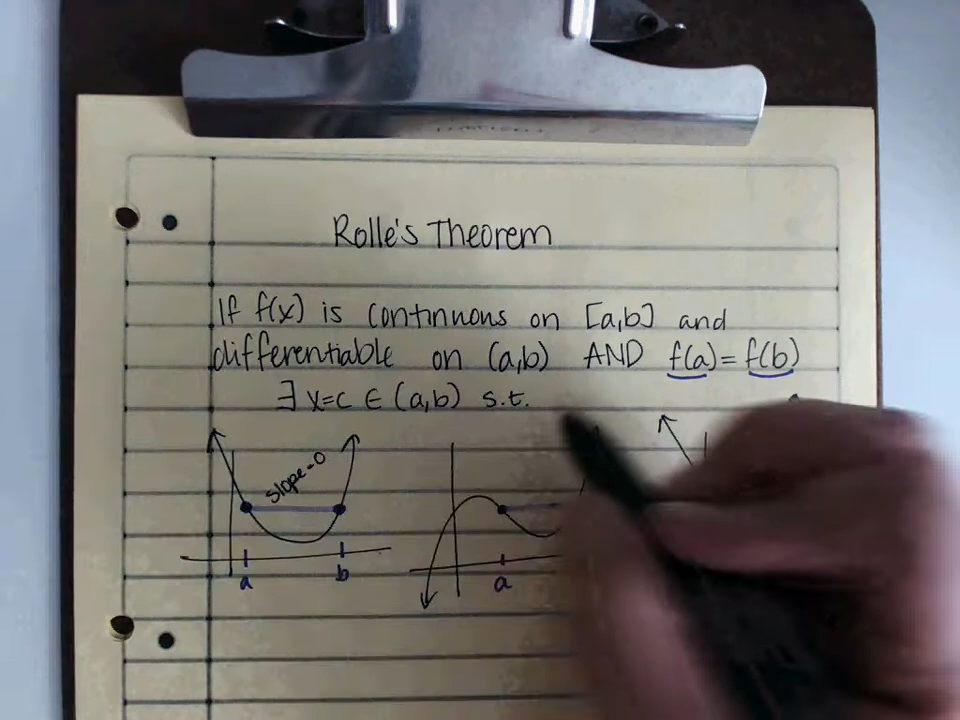 Rolle's Theorem
If f(x) is continuous on [a,b] and
differentiable on (a,b) AND f(a)=f(b)
∃ x=c ∈ (a,b) s.t.
slope=0
a
b
a